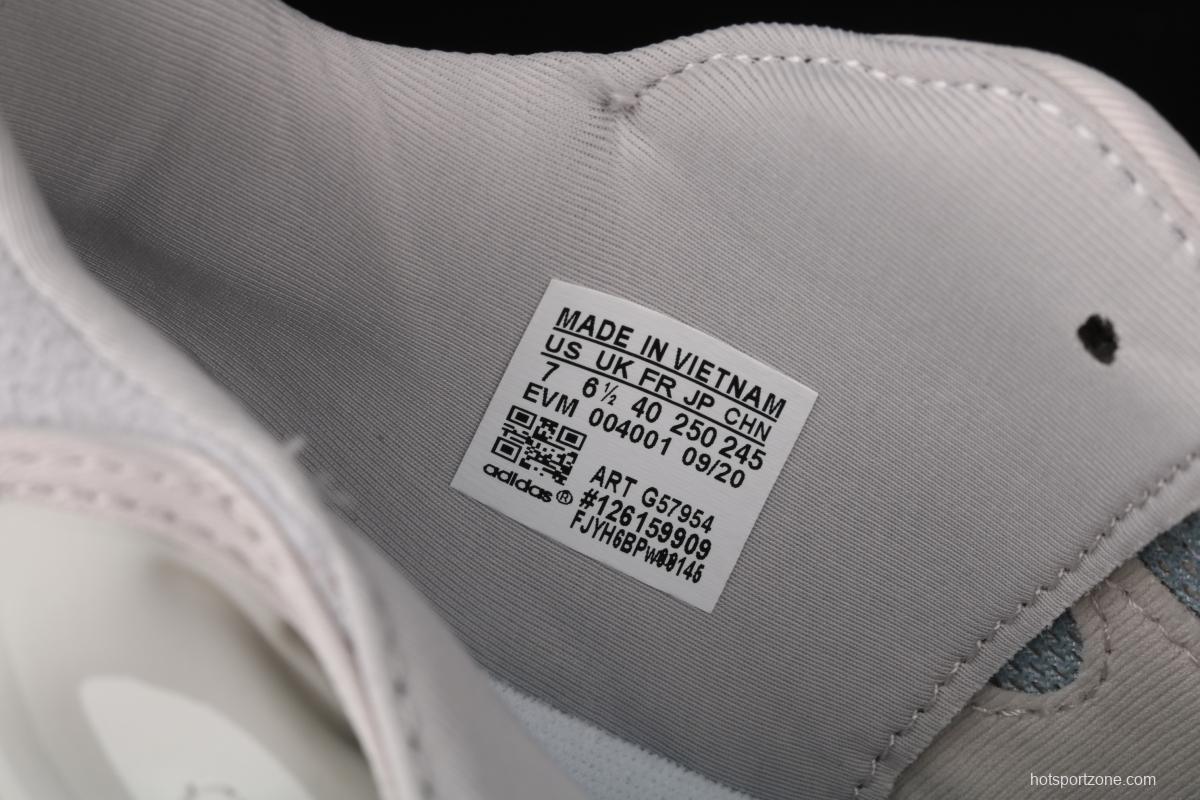 MADE IN VIETNAM
US UK FR JP CHN
7 6½ 40 250 245
EVM 004001 09/20
adidas®
ART G57954
#126159909
hotsportzone.com